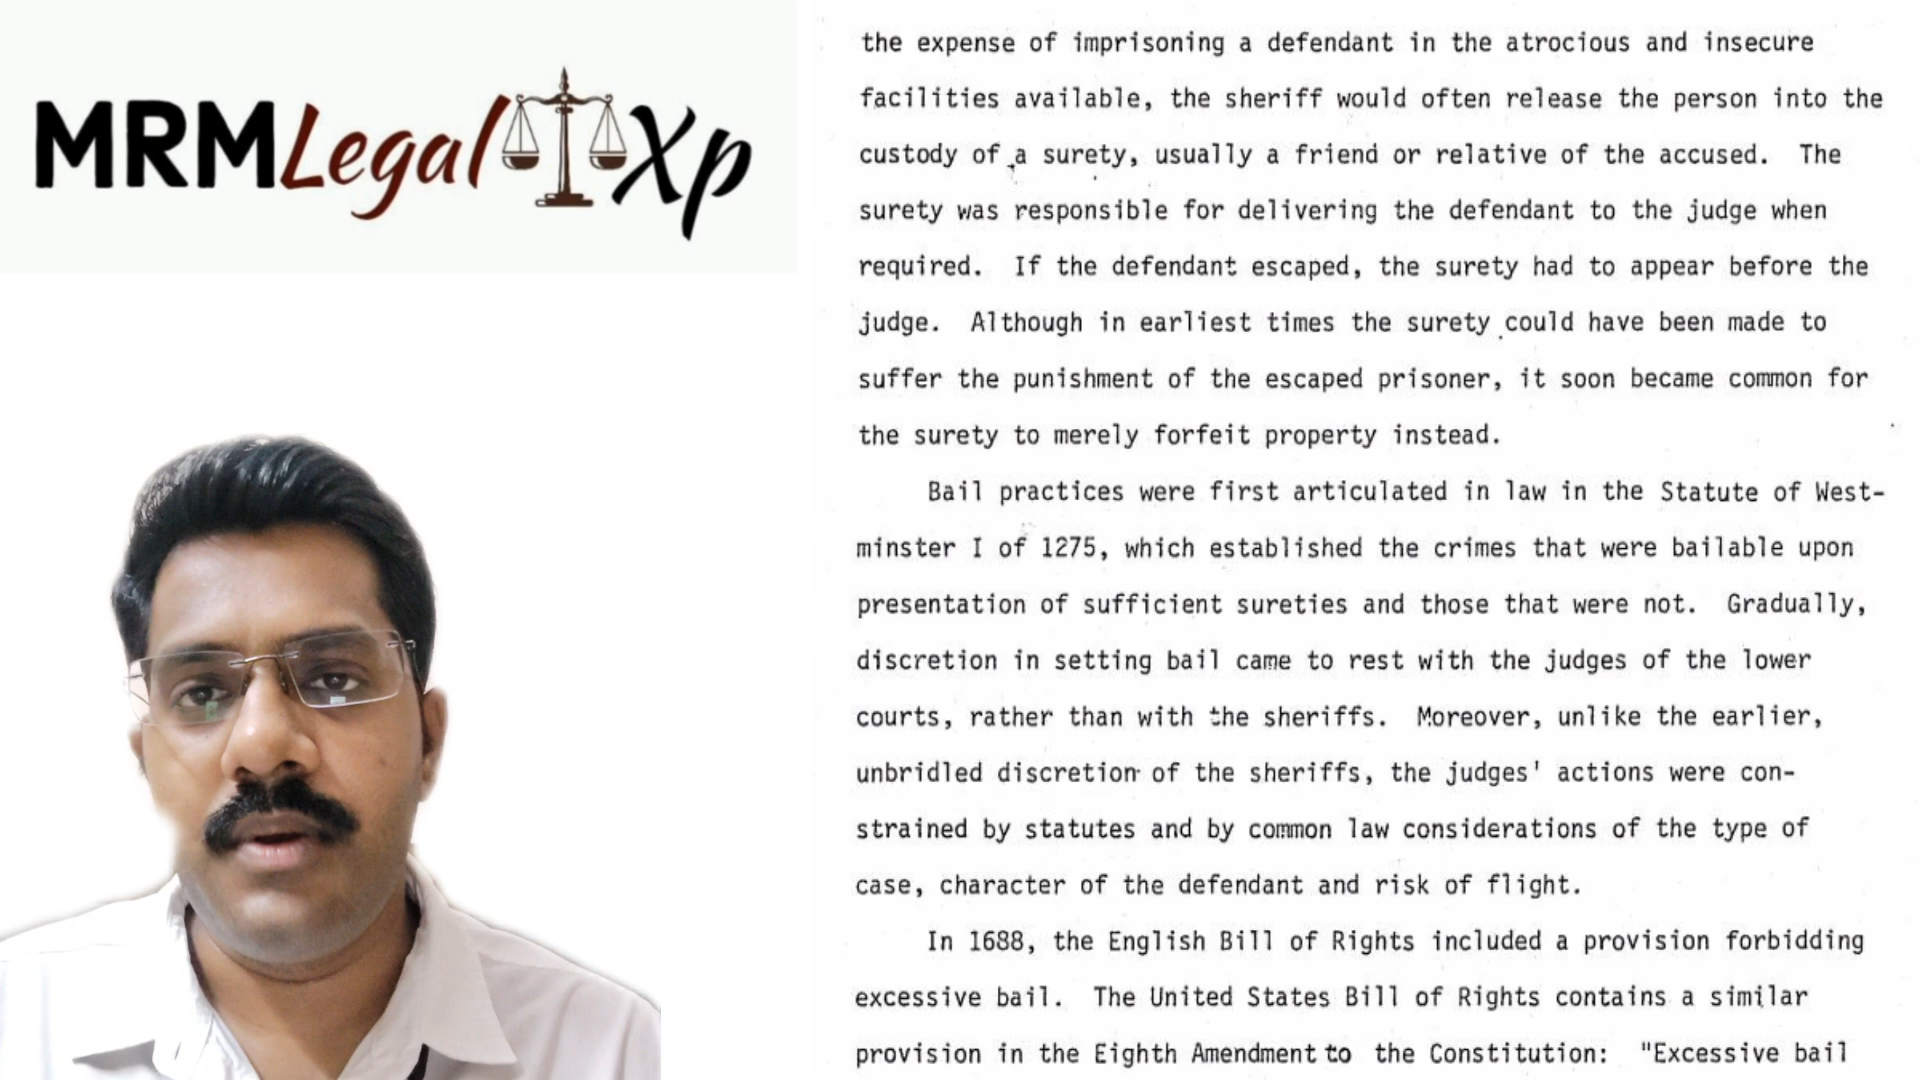 MRMLegalXp
the expense of imprisoning a defendant in the atrocious and insecure
facilities available, the sheriff would often release the person into the
custody of a surety, usually a friend or relative of the accused. The
surety was responsible for delivering the defendant to the judge when
required. If the defendant escaped, the surety had to appear before the
judge. Although in earliest times the surety could have been made to
suffer the punishment of the escaped prisoner, it soon became common for
the surety to merely forfeit property instead.
Bail practices were first articulated in law in the Statute of West-
minster I of 1275, which established the crimes that were bailable upon
presentation of sufficient sureties and those that were not. Gradually,
discretion in setting bail came to rest with the judges of the lower
courts, rather than with the sheriffs. Moreover, unlike the earlier,
unbridled discretion of the sheriffs, the judges' actions were con-
strained by statutes and by common law considerations of the type of
case, character of the defendant and risk of flight.
In 1688, the English Bill of Rights included a provision forbidding
excessive bail. The United States Bill of Rights contains a similar
provision in the Eighth Amendment to the Constitution: "Excessive bail